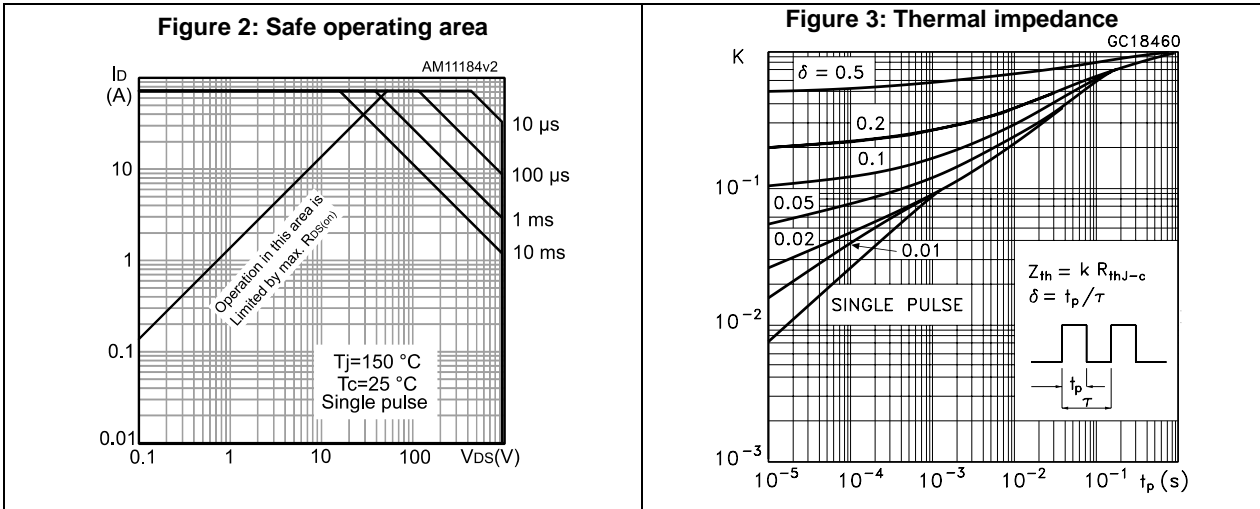 Figure 2: Safe operating area
AM11184v2
ID
(A)
10
1
0.1
0.01
0.1
1
10
100
VDS(V)
10 µs
100 µs
1 ms
10 ms
Operation in this area is
Limited by max. RDS(on)
Tj=150 °C
Tc=25 °C
Single pulse
Figure 3: Thermal impedance
GC18460
K
δ = 0.5
0.2
0.1
0.05
0.02
0.01
SINGLE PULSE
Zth = k RthJ-c
δ = tp/τ
tp
τ
10⁻¹
10⁻²
10⁻³
10⁻⁵
10⁻⁴
10⁻³
10⁻²
10⁻¹
tp (s)